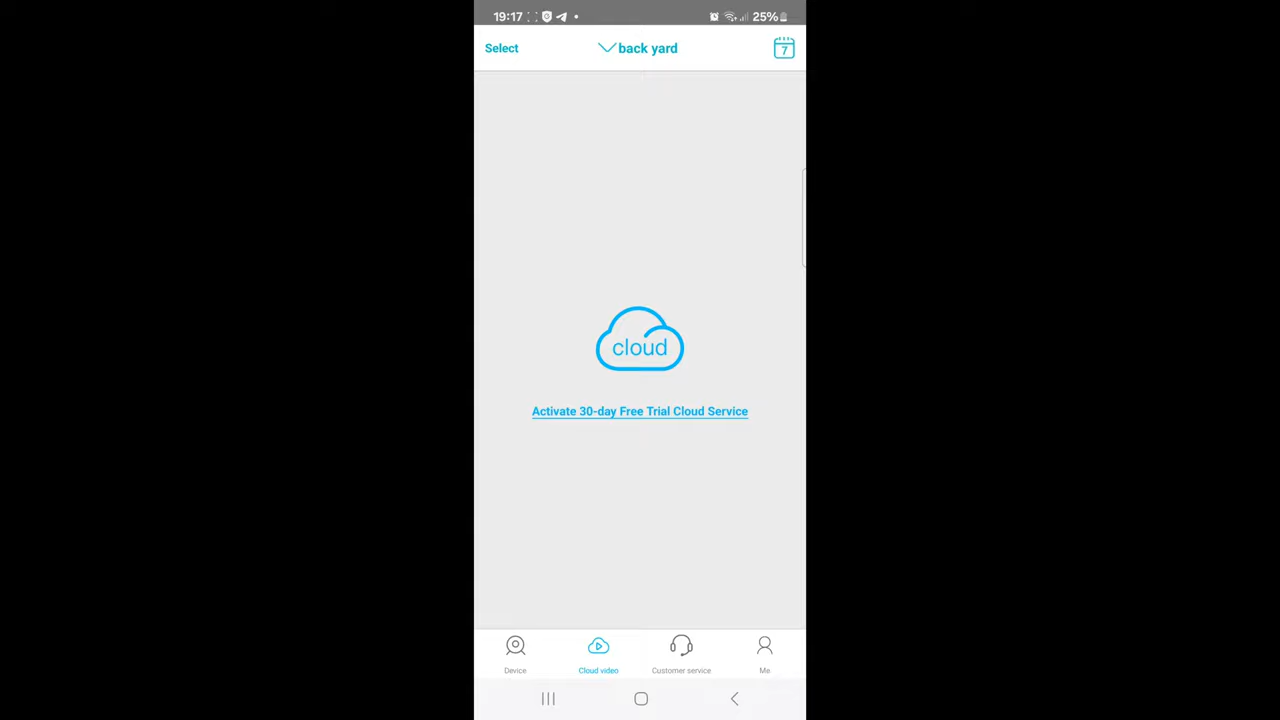 19:17 25%
Select back yard 7
cloud
Activate 30-day Free Trial Cloud Service
Device Cloud video Customer service Me